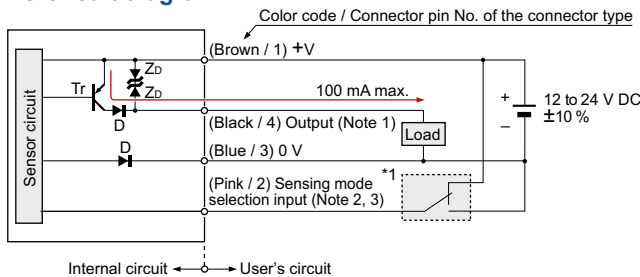 Color code / Connector pin No. of the connector type
(Brown / 1) +V
Tr
ZD
ZD
100 mA max.
+
12 to 24 V DC
±10 %
–
D
(Black / 4) Output (Note 1)
Load
Sensor circuit
D
(Blue / 3) 0 V
*1
(Pink / 2) Sensing mode
selection input (Note 2, 3)
Internal circuit
User's circuit